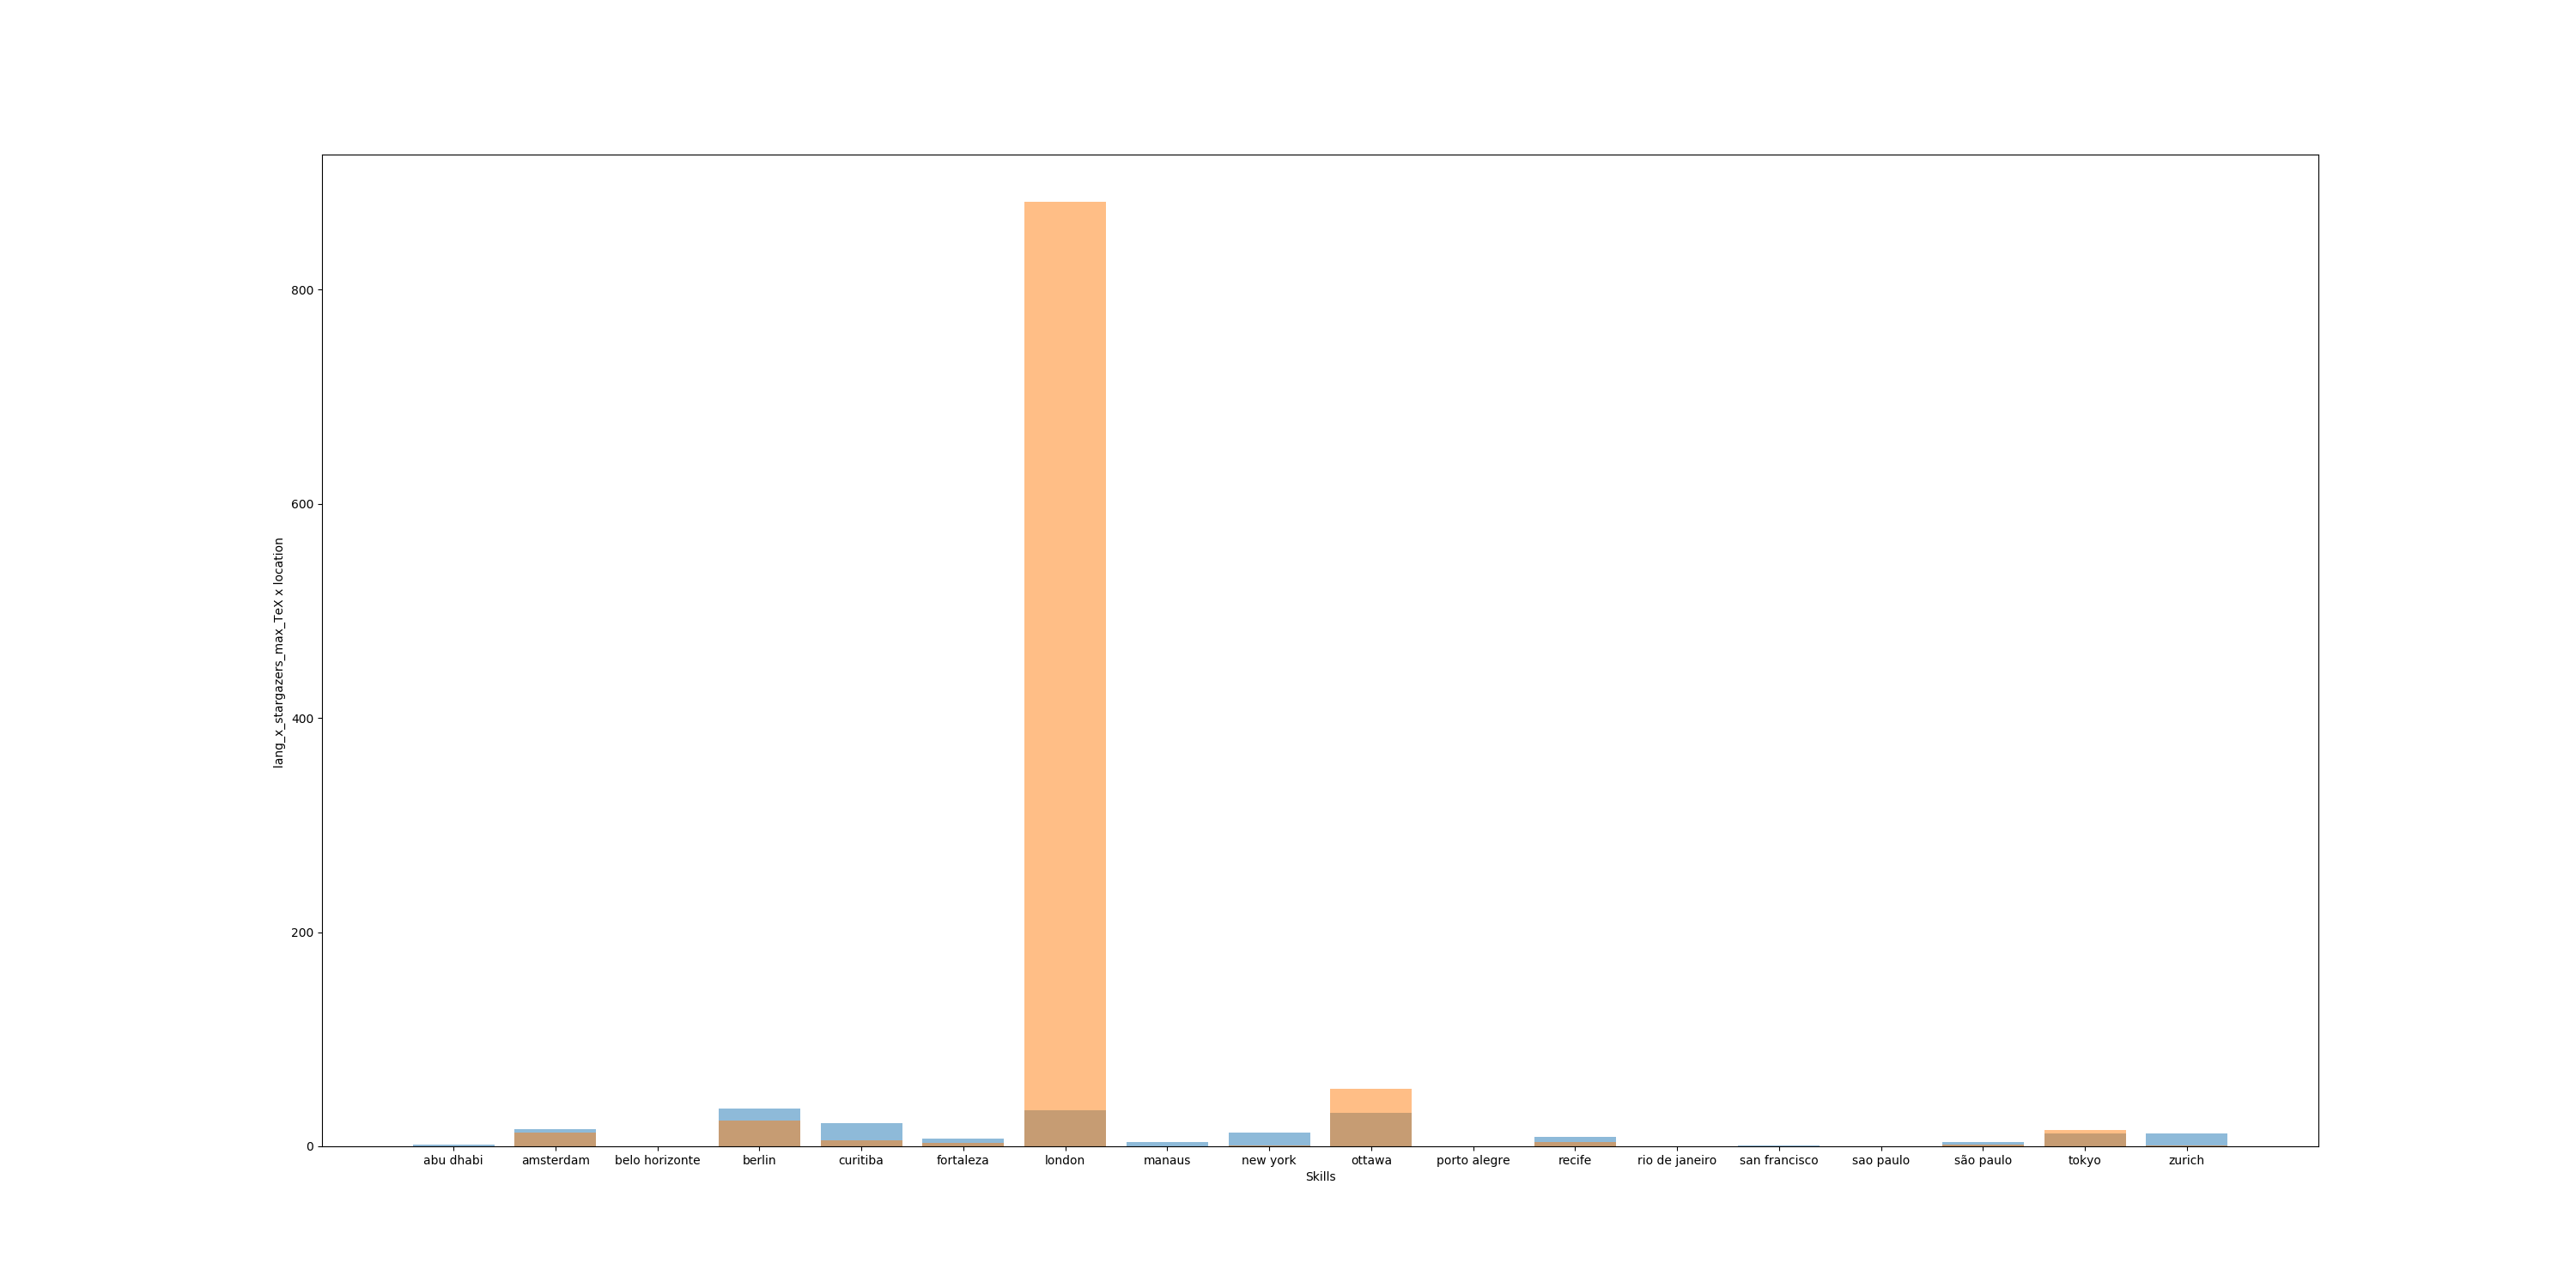 lang_x_stargazers_max_TeX x location
800
600
400
200
0
abu dhabi amsterdam belo horizonte berlin curitiba fortaleza london manaus new york ottawa porto alegre recife rio de janeiro san francisco sao paulo são paulo tokyo zurich
Skills